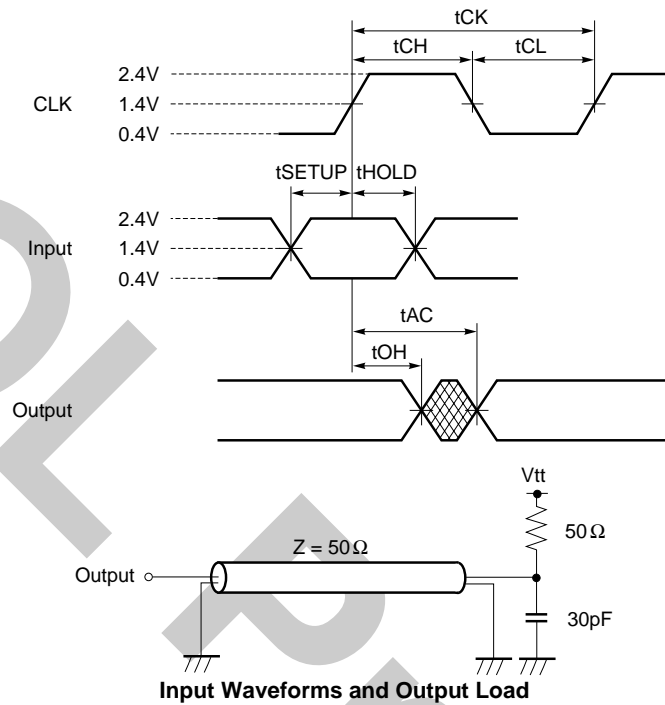 tCK
tCH tCL
2.4V
CLK 1.4V
0.4V
tSETUP tHOLD
2.4V
Input 1.4V
0.4V
tAC
tOH
Output
Vtt
Z = 50Ω 50Ω
Output
30pF
Input Waveforms and Output Load